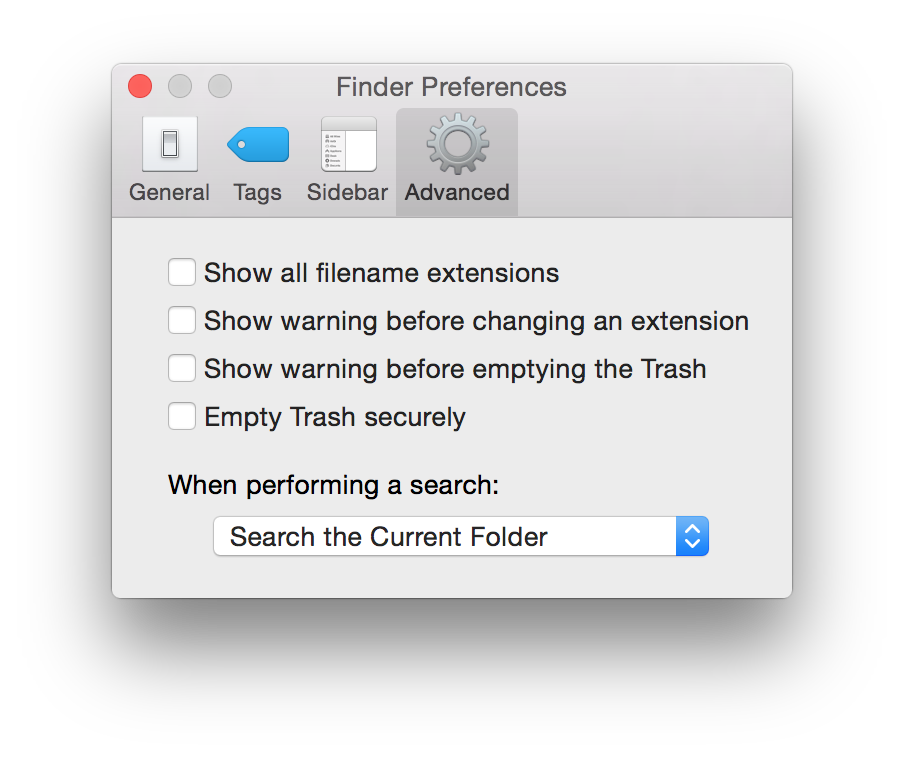 Finder Preferences
General Tags Sidebar Advanced
Show all filename extensions
Show warning before changing an extension
Show warning before emptying the Trash
Empty Trash securely
When performing a search:
Search the Current Folder